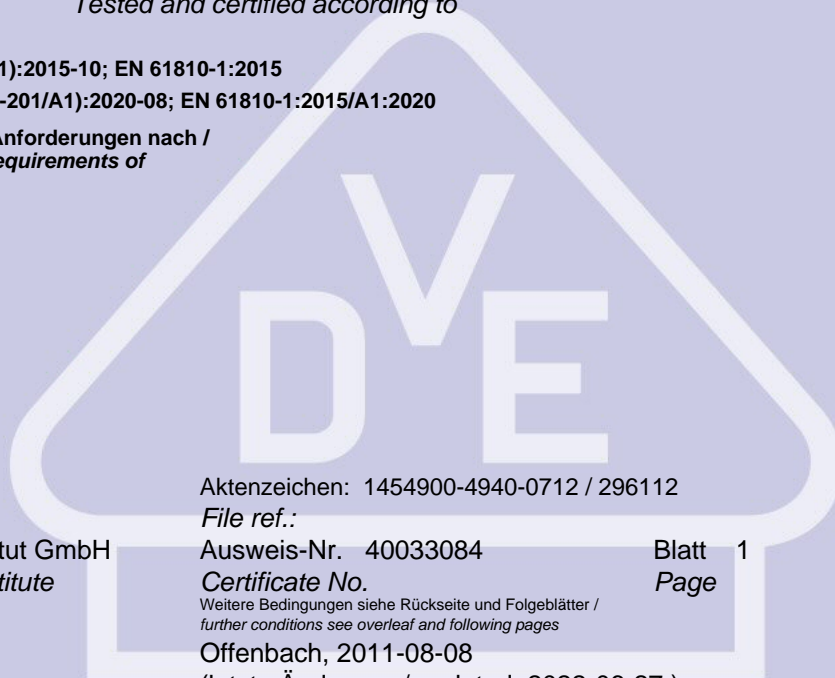 Tested and certified according to
1):2015-10; EN 61810-1:2015
-201/A1):2020-08; EN 61810-1:2015/A1:2020
Anforderungen nach /
equirements of
V
D E
Aktenzeichen: 1454900-4940-0712 / 296112
File ref.:
tut GmbH Ausweis-Nr. 40033084 Blatt 1
titute Certificate No. Page
Weitere Bedingungen siehe Rückseite und Folgeblätter /
further conditions see overleaf and following pages
Offenbach, 2011-08-08